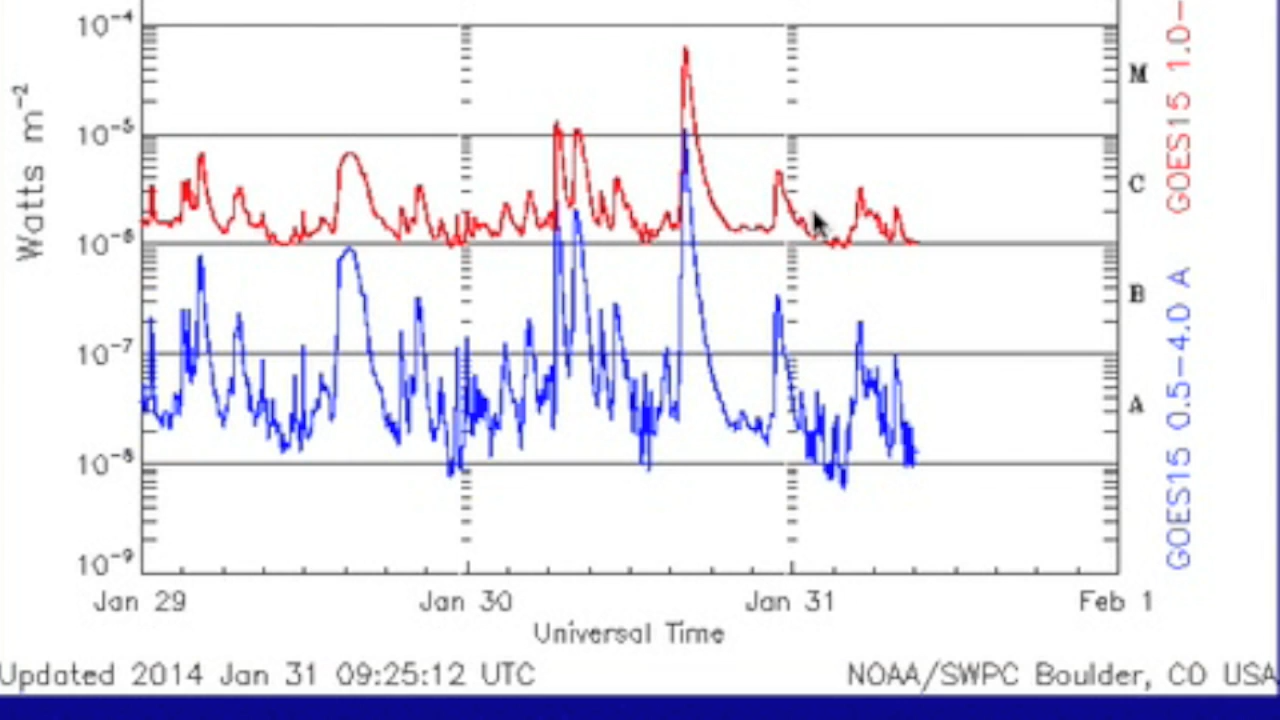 10⁻⁴
10⁻⁵
10⁻⁶
10⁻⁷
10⁻⁸
10⁻⁹
Watts m⁻²
M
C
B
A
GOES15 1.0-
GOES15 0.5-4.0 A
Jan 29 Jan 30 Jan 31 Feb 1
Universal Time
Updated 2014 Jan 31 09:25:12 UTC
NOAA/SWPC Boulder, CO USA